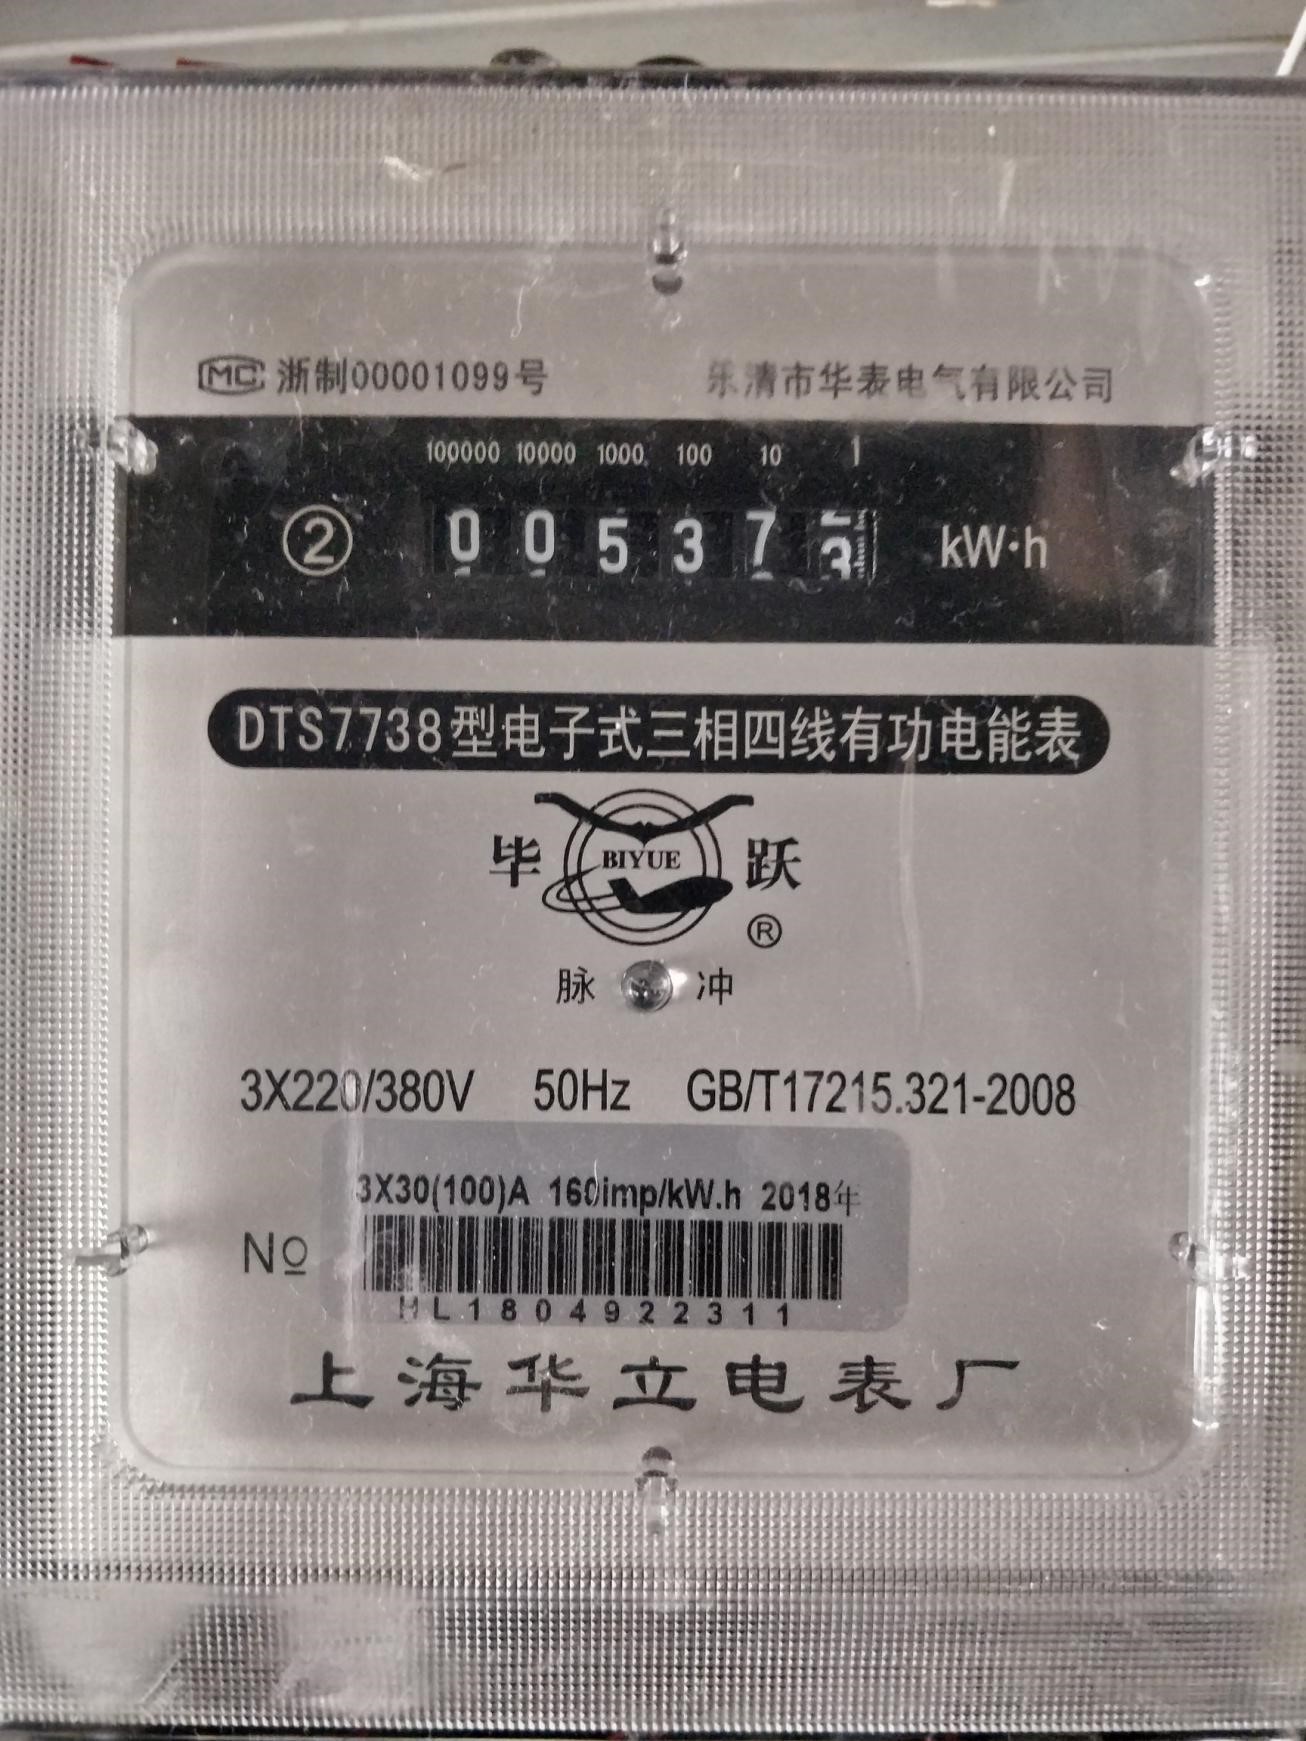 MC 浙制00001099号 乐清市华表电气有限公司
100000 10000 1000 100 10 1
② 0 0 5 3 7 3 kW·h
DTS7738型电子式三相四线有功电能表
毕 BIYUE 跃
®
脉 冲
3X220/380V 50Hz GB/T17215.321-2008
3X30(100)A 160imp/kW.h 2018年
No
HL1804922311
上海华立电表厂